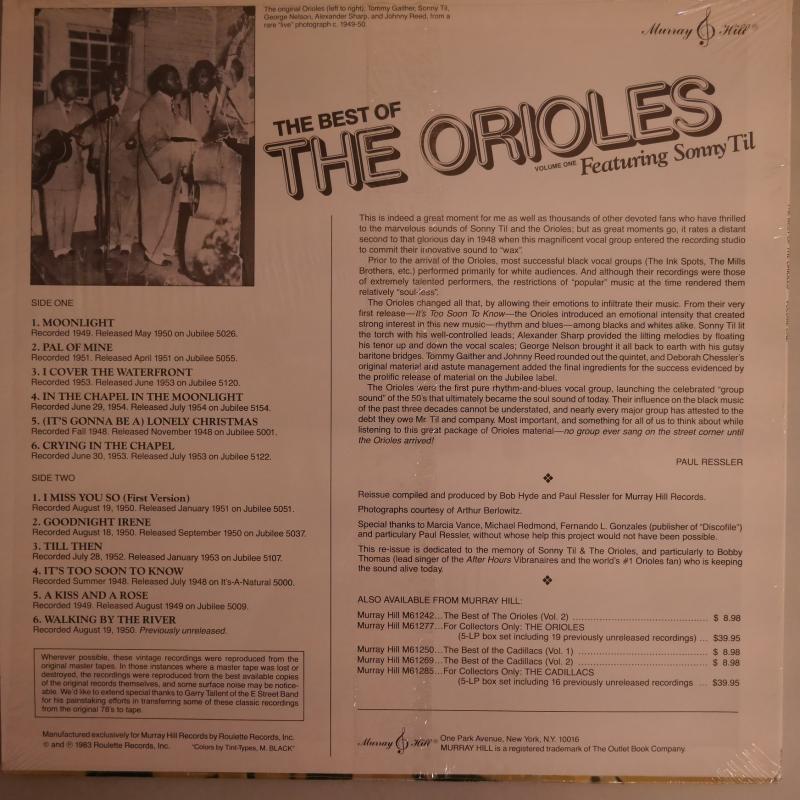 The original Orioles (left to right), Tommy Gaither, Sonny Til,
George Nelson, Alexander Sharp, and Johnny Reed, from a
rare "live" photograph c. 1949-50.
Murray Hill®
THE BEST OF
THE ORIOLES
VOLUME ONE Featuring Sonny Til
SIDE ONE
1. MOONLIGHT
Recorded 1949. Released May 1950 on Jubilee 5026.
2. PAL OF MINE
Recorded 1951. Released April 1951 on Jubilee 5055.
3. I COVER THE WATERFRONT
Recorded 1953. Released June 1953 on Jubilee 5120.
4. IN THE CHAPEL IN THE MOONLIGHT
Recorded June 29, 1954. Released July 1954 on Jubilee 5154.
5. (IT'S GONNA BE A) LONELY CHRISTMAS
Recorded Fall 1948. Released November 1948 on Jubilee 5001.
6. CRYING IN THE CHAPEL
Recorded June 30, 1953. Released July 1953 on Jubilee 5122.
SIDE TWO
1. I MISS YOU SO (First Version)
Recorded August 19, 1950. Released January 1951 on Jubilee 5051.
2. GOODNIGHT IRENE
Recorded August 18, 1950. Released September 1950 on Jubilee 5037.
3. TILL THEN
Recorded July 28, 1952. Released January 1953 on Jubilee 5107.
4. IT'S TOO SOON TO KNOW
Recorded Summer 1948. Released July 1948 on It's-A-Natural 5000.
5. A KISS AND A ROSE
Recorded 1949. Released August 1949 on Jubilee 5009.
6. WALKING BY THE RIVER
Recorded August 19, 1950. Previously unreleased.
Wherever possible, these vintage recordings were reproduced from the
original master tapes. In those instances where a master tape was lost or
destroyed, the recordings were reproduced from the best available copies
of the original records themselves, and some surface noise may be notice-
able. We'd like to extend special thanks to Garry Tallent of the E Street Band
for his painstaking efforts in transferring some of these classic recordings
from the original 78's to tape.
Manufactured exclusively for Murray Hill Records by Roulette Records, Inc.
© and ℗ 1983 Roulette Records, Inc. "Colors by Tint-Types, M. BLACK"
This is indeed a great moment for me as well as thousands of other devoted fans who have thrilled
to the marvelous sounds of Sonny Til and the Orioles; but as great moments go, it rates a distant
second to that glorious day in 1948 when this magnificent vocal group entered the recording studio
to commit their innovative sound to "wax".
Prior to the arrival of the Orioles, most successful black vocal groups (The Ink Spots, The Mills
Brothers, etc.) performed primarily for white audiences. And although their recordings were those
of extremely talented performers, the restrictions of "popular" music at the time rendered them
relatively "soul-less".
The Orioles changed all that, by allowing their emotions to infiltrate their music. From their very
first release—It's Too Soon To Know—the Orioles introduced an emotional intensity that created
strong interest in this new music—rhythm and blues—among blacks and whites alike. Sonny Til lit
the torch with his well-controlled leads; Alexander Sharp provided the lilting melodies by floating
his tenor up and down the vocal scales; George Nelson brought it all back to earth with his gutsy
baritone bridges. Tommy Gaither and Johnny Reed rounded out the quintet, and Deborah Chessler's
original material and astute management added the final ingredients for the success evidenced by
the prolific release of material on the Jubilee label.
The Orioles were the first pure rhythm-and-blues vocal group, launching the celebrated "group
sound" of the 50's that ultimately became the soul sound of today. Their influence on the black music
of the past three decades cannot be understated, and nearly every major group has attested to the
debt they owe Mr. Til and company. Most important, and something for all of us to think about while
listening to this great package of Orioles material—no group ever sang on the street corner until
the Orioles arrived!
PAUL RESSLER
Reissue compiled and produced by Bob Hyde and Paul Ressler for Murray Hill Records.
Photographs courtesy of Arthur Berlowitz.
Special thanks to Marcia Vance, Michael Redmond, Fernando L. Gonzales (publisher of "Discofile")
and particulary Paul Ressler, without whose help this project would not have been possible.
This re-issue is dedicated to the memory of Sonny Til & The Orioles, and particularly to Bobby
Thomas (lead singer of the After Hours Vibranaires and the world's #1 Orioles fan) who is keeping
the sound alive today.
ALSO AVAILABLE FROM MURRAY HILL:
Murray Hill M61242...The Best of The Orioles (Vol. 2) ........ $ 8.98
Murray Hill M61277...For Collectors Only: THE ORIOLES
(5-LP box set including 19 previously unreleased recordings) ... $39.95
Murray Hill M61250...The Best of the Cadillacs (Vol. 1) ........ $ 8.98
Murray Hill M61269...The Best of the Cadillacs (Vol. 2) ........ $ 8.98
Murray Hill M61285...For Collectors Only: THE CADILLACS
(5-LP box set including 16 previously unreleased recordings ... $39.95
Murray Hill® One Park Avenue, New York, N.Y. 10016
MURRAY HILL is a registered trademark of The Outlet Book Company